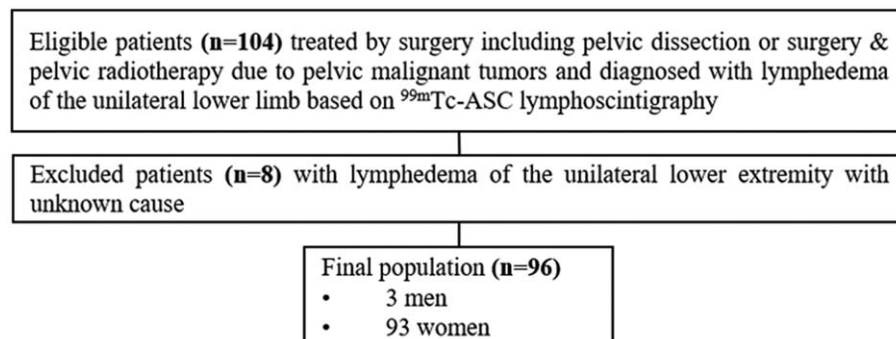 Eligible patients (n=104) treated by surgery including pelvic dissection or surgery &
pelvic radiotherapy due to pelvic malignant tumors and diagnosed with lymphedema
of the unilateral lower limb based on ⁹⁹ᵐTc-ASC lymphoscintigraphy
Excluded patients (n=8) with lymphedema of the unilateral lower extremity with
unknown cause
Final population (n=96)
• 3 men
• 93 women